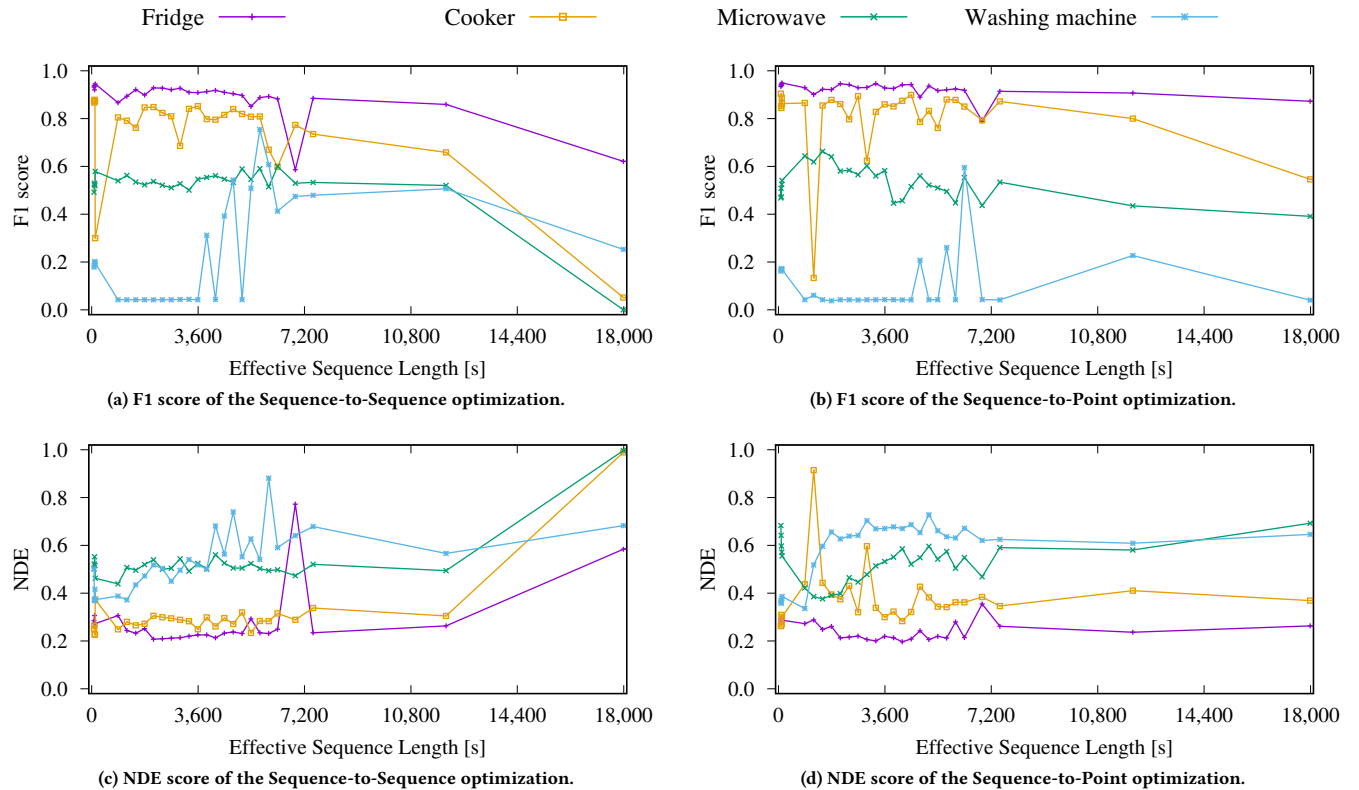 Fridge Cooker Microwave Washing machine
1.0
0.8
0.6
0.4
0.2
0.0
F1 score
0 3,600 7,200 10,800 14,400 18,000
Effective Sequence Length [s]
(a) F1 score of the Sequence-to-Sequence optimization.
1.0
0.8
0.6
0.4
0.2
0.0
F1 score
0 3,600 7,200 10,800 14,400 18,000
Effective Sequence Length [s]
(b) F1 score of the Sequence-to-Point optimization.
1.0
0.8
0.6
0.4
0.2
0.0
NDE
0 3,600 7,200 10,800 14,400 18,000
Effective Sequence Length [s]
(c) NDE score of the Sequence-to-Sequence optimization.
1.0
0.8
0.6
0.4
0.2
0.0
NDE
0 3,600 7,200 10,800 14,400 18,000
Effective Sequence Length [s]
(d) NDE score of the Sequence-to-Point optimization.